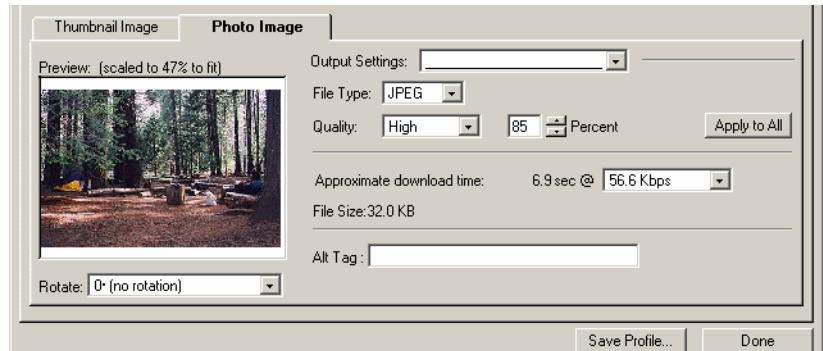 Thumbnail Image
Photo Image
Preview: (scaled to 47% to fit)
Output Settings:
File Type: JPEG
Quality: High 85 Percent
Apply to All
Approximate download time: 6.9 sec @ 56.6 Kbps
File Size:32.0 KB
Alt Tag :
Rotate: 0° (no rotation)
Save Profile...
Done